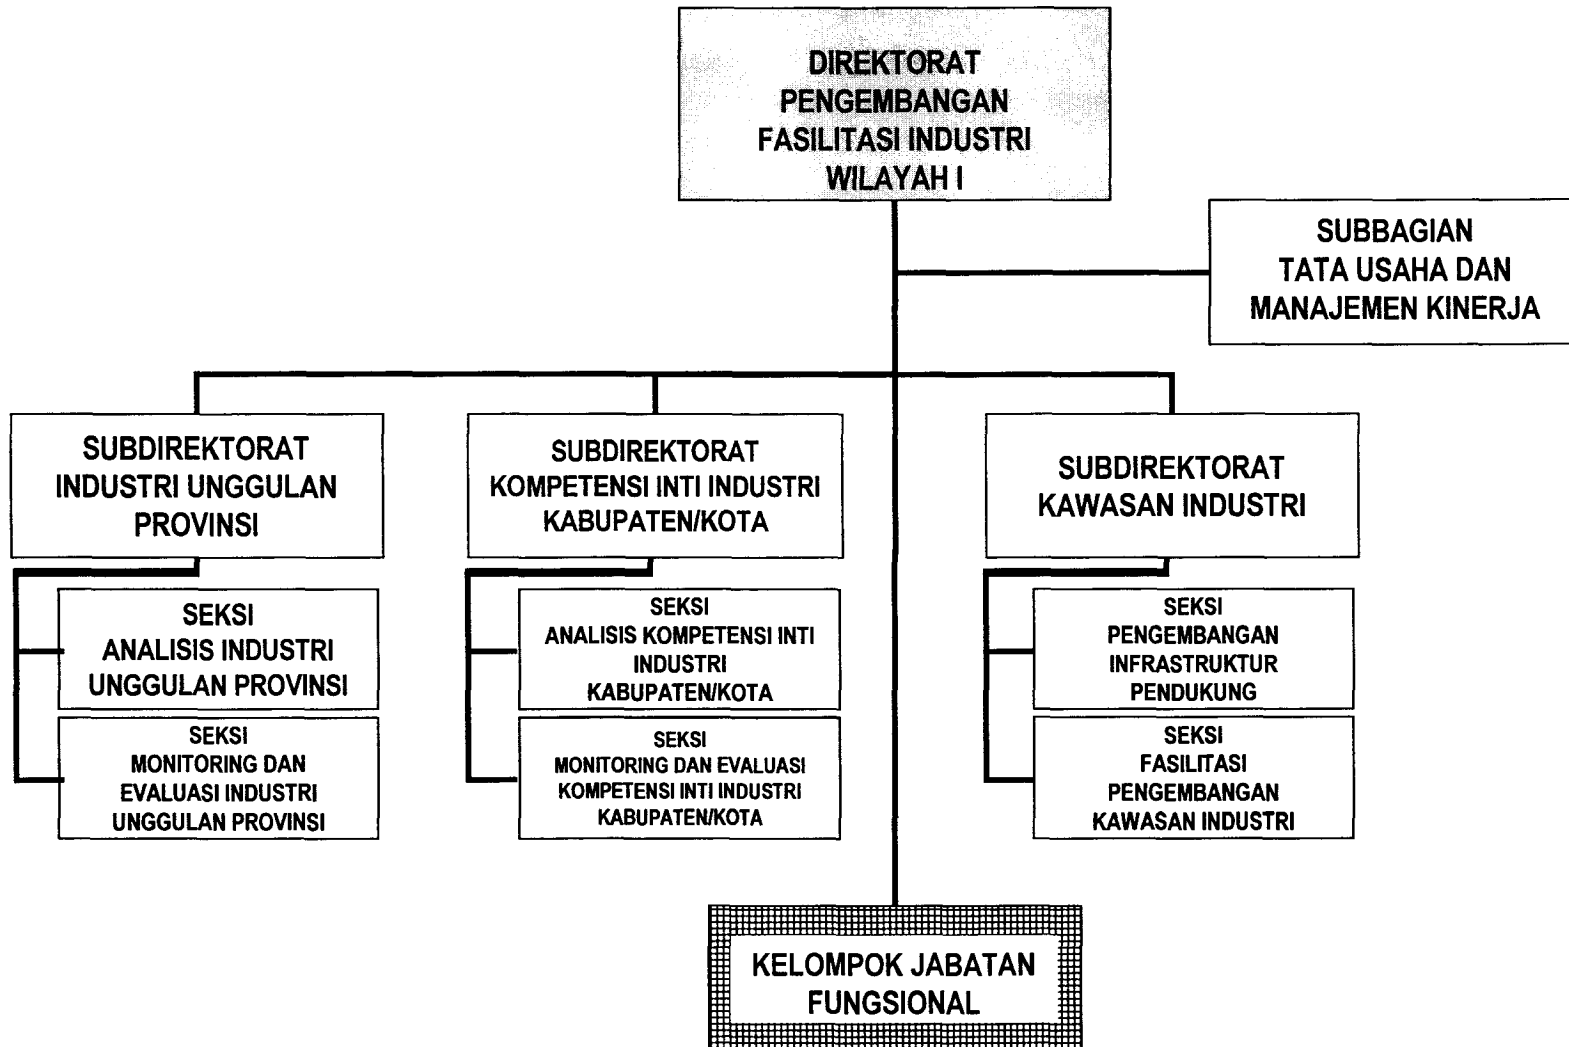 DIREKTORAT
PENGEMBANGAN
FASILITASI INDUSTRI
WILAYAH I
SUBBAGIAN
TATA USAHA DAN
MANAJEMEN KINERJA
SUBDIREKTORAT
INDUSTRI UNGGULAN
PROVINSI
SUBDIREKTORAT
KOMPETENSI INTI INDUSTRI
KABUPATEN/KOTA
SUBDIREKTORAT
KAWASAN INDUSTRI
SEKSI
ANALISIS INDUSTRI
UNGGULAN PROVINSI
SEKSI
ANALISIS KOMPETENSI INTI
INDUSTRI
KABUPATEN/KOTA
SEKSI
PENGEMBANGAN
INFRASTRUKTUR
PENDUKUNG
SEKSI
MONITORING DAN
EVALUASI INDUSTRI
UNGGULAN PROVINSI
SEKSI
MONITORING DAN EVALUASI
KOMPETENSI INTI INDUSTRI
KABUPATEN/KOTA
SEKSI
FASILITASI
PENGEMBANGAN
KAWASAN INDUSTRI
KELOMPOK JABATAN
FUNGSIONAL